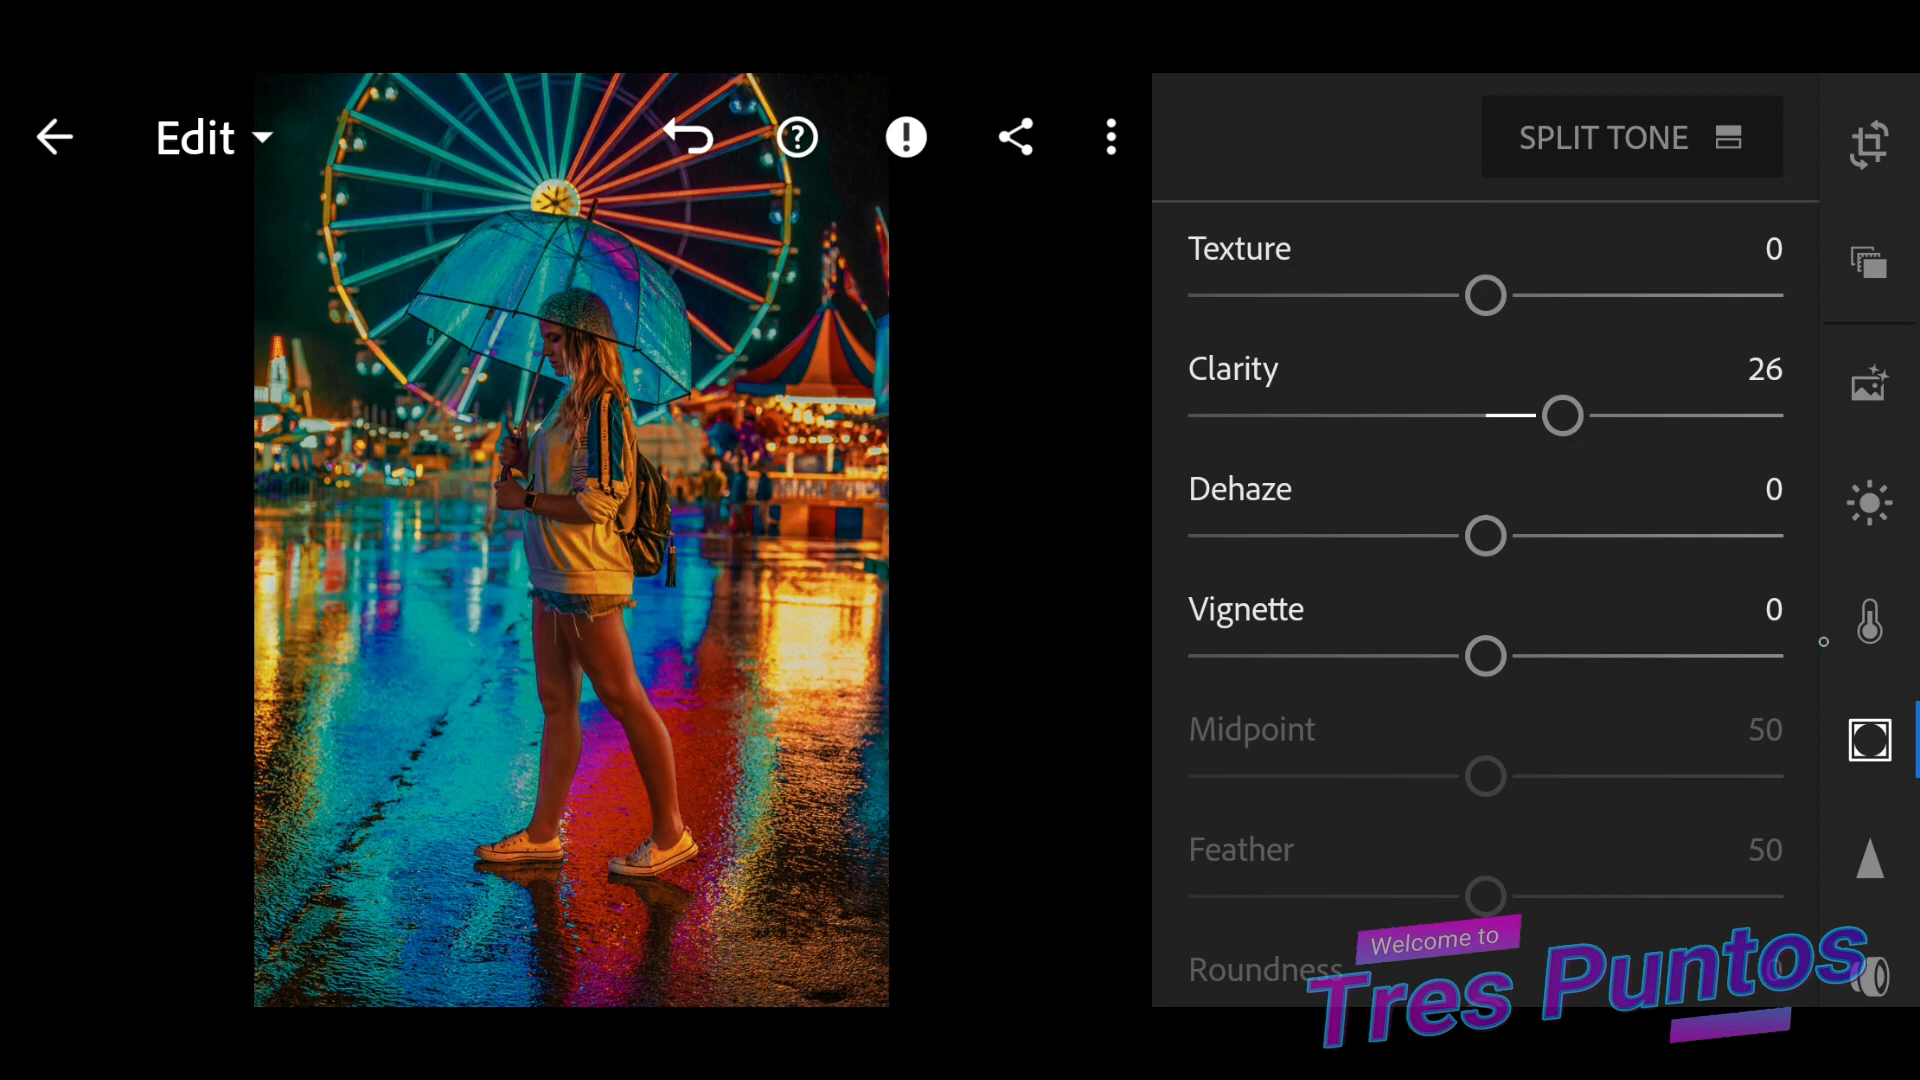 Edit
SPLIT TONE
Texture 0
Clarity 26
Dehaze 0
Vignette 0
Midpoint 50
Feather 50
Roundness 0
Welcome to
Tres Puntos